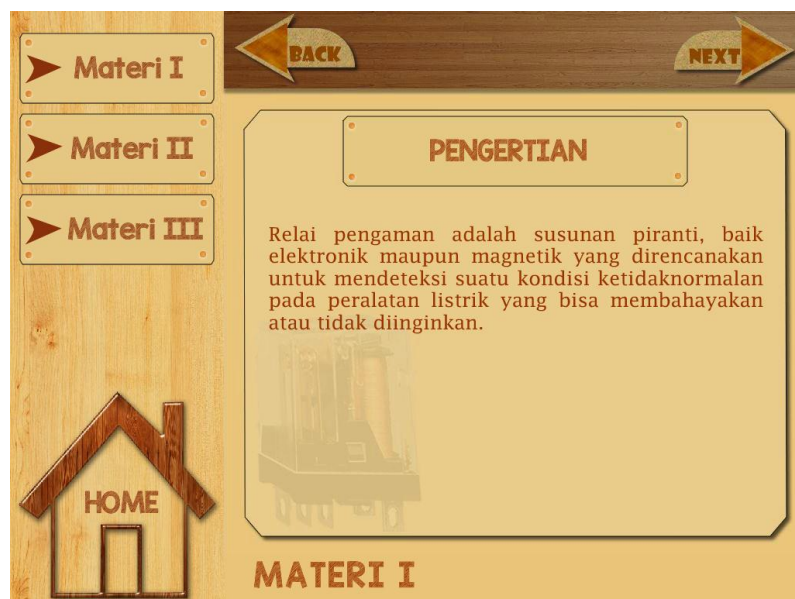 Materi I
Materi II
Materi III
HOME
BACK
NEXT
PENGERTIAN
Relai pengaman adalah susunan piranti, baik
elektronik maupun magnetik yang direncanakan
untuk mendeteksi suatu kondisi ketidaknormalan
pada peralatan listrik yang bisa membahayakan
atau tidak diinginkan.
MATERI I